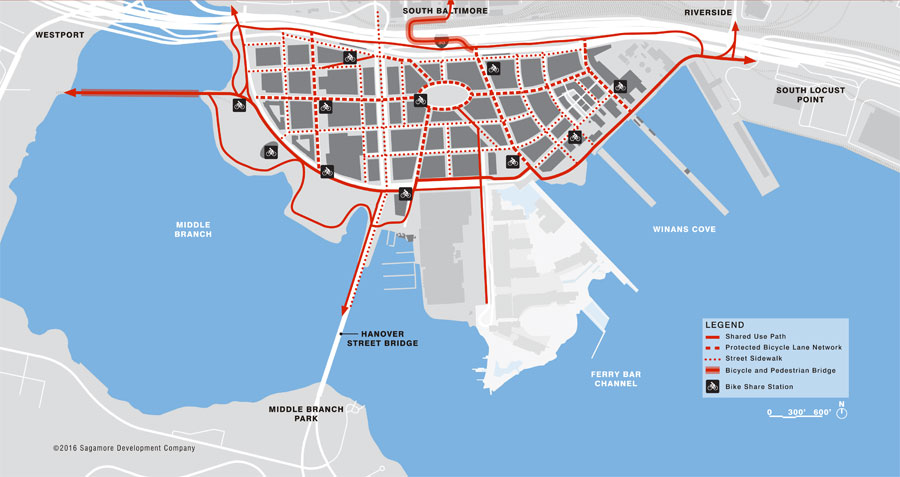 SOUTH BALTIMORE
RIVERSIDE
WESTPORT
SOUTH LOCUST
POINT
MIDDLE
BRANCH
WINANS COVE
HANOVER
STREET BRIDGE
FERRY BAR
CHANNEL
MIDDLE BRANCH
PARK
LEGEND
Shared Use Path
Protected Bicycle Lane Network
Street Sidewalk
Bicycle and Pedestrian Bridge
Bike Share Station
0 300' 600'
N
©2016 Sagamore Development Company